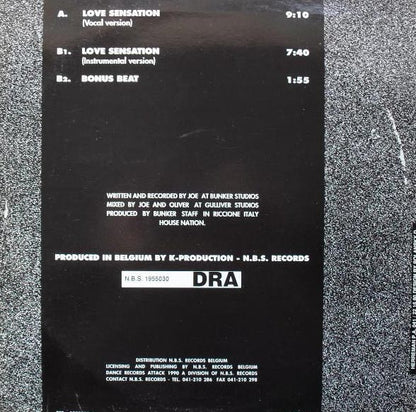 A. LOVE SENSATION 9:10
(Vocal version)
B1. LOVE SENSATION 7:40
(Instrumental version)
B2. BONUS BEAT 1:55
WRITTEN AND RECORDED BY JOE AT BUNKER STUDIOS
MIXED BY JOE AND OLIVER AT GULLIVER STUDIOS
PRODUCED BY BUNKER STAFF IN RICCIONE ITALY
HOUSE NATION.
PRODUCED IN BELGIUM BY K-PRODUCTION - N.B.S. RECORDS
N.B.S. 1955030 DRA
DISTRIBUTION N.B.S. RECORDS BELGIUM
LICENSING AND PUBLISHING BY N.B.S. RECORDS BELGIUM
DANCE RECORDS ATTACK 1990 A DIVISION OF N.B.S. RECORDS
CONTACT N.B.S. RECORDS - TEL. 041-210 286 FAX 041-210 298